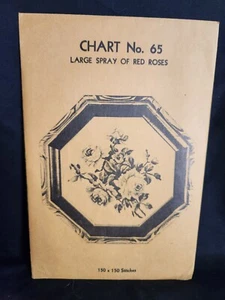 CHART No. 65
LARGE SPRAY OF RED ROSES
150 x 150 Stitches